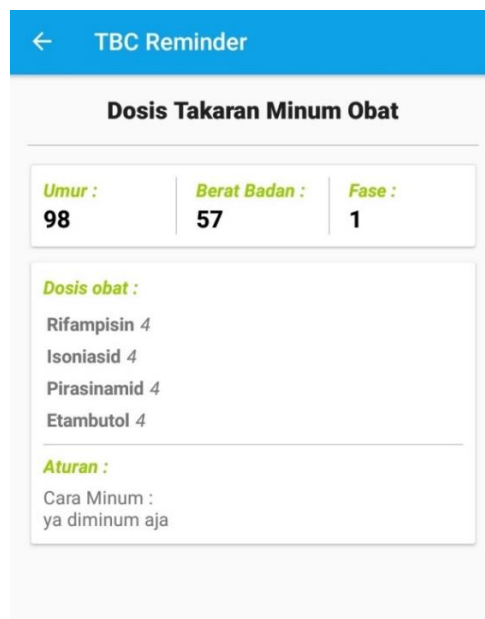 TBC Reminder
Dosis Takaran Minum Obat
Umur : Berat Badan : Fase :
98 57 1
Dosis obat :
Rifampisin 4
Isoniasid 4
Pirasinamid 4
Etambutol 4
Aturan :
Cara Minum :
ya diminum aja